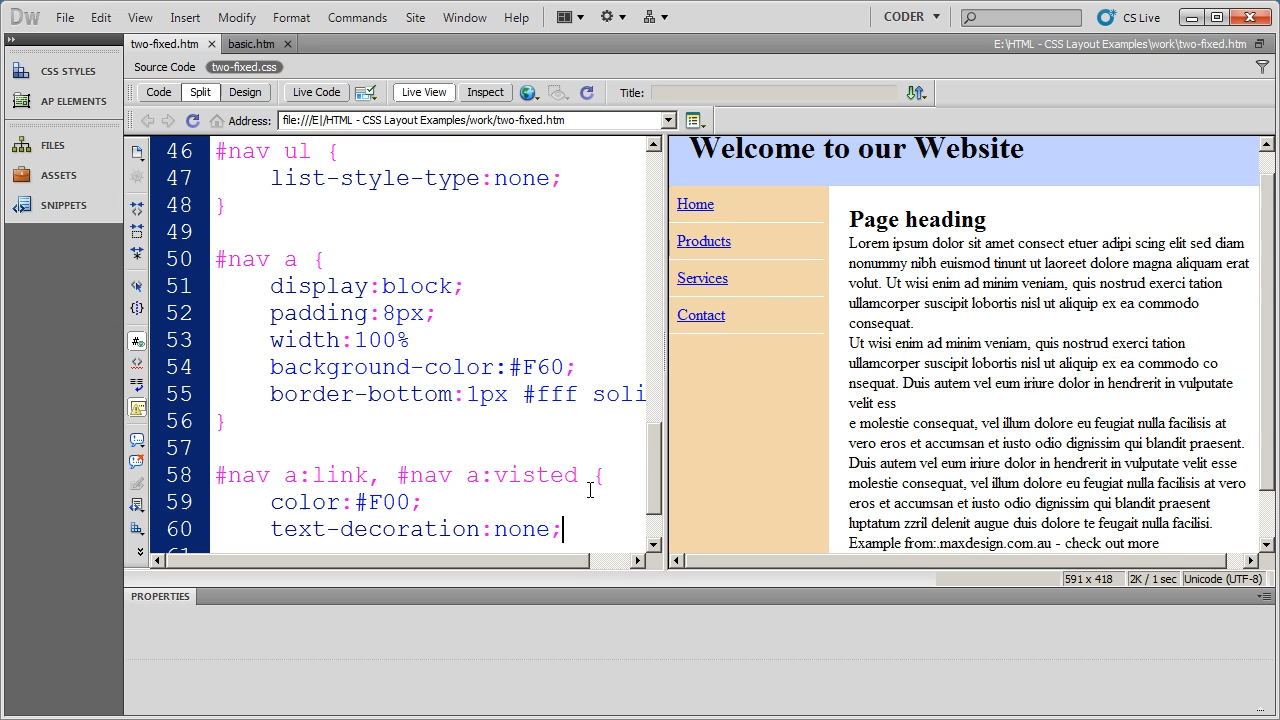 Dw File Edit View Insert Modify Format Commands Site Window Help CODER CS Live
two-fixed.htm basic.htm E:\HTML - CSS Layout Examples\work\two-fixed.htm
Source Code two-fixed.css
Code Split Design Live Code Live View Inspect Title:
Address: file:///E|/HTML - CSS Layout Examples/work/two-fixed.htm
CSS STYLES
AP ELEMENTS
FILES
ASSETS
SNIPPETS
46 #nav ul {
47 list-style-type:none;
48 }
49
50 #nav a {
51 display:block;
52 padding:8px;
53 width:100%
54 background-color:#F60;
55 border-bottom:1px #fff soli
56 }
57
58 #nav a:link, #nav a:visted {
59 color:#F00;
60 text-decoration:none;
61
Welcome to our Website
Home
Products
Services
Contact
Page heading
Lorem ipsum dolor sit amet consect etuer adipi scing elit sed diam
nonummy nibh euismod tinunt ut laoreet dolore magna aliquam erat
volut. Ut wisi enim ad minim veniam, quis nostrud exerci tation
ullamcorper suscipit lobortis nisl ut aliquip ex ea commodo
consequat.
Ut wisi enim ad minim veniam, quis nostrud exerci tation
ullamcorper suscipit lobortis nisl ut aliquip ex ea commodo co
nsequat. Duis autem vel eum iriure dolor in hendrerit in vulputate
velit ess
e molestie consequat, vel illum dolore eu feugiat nulla facilisis at
vero eros et accumsan et iusto odio dignissim qui blandit praesent.
Duis autem vel eum iriure dolor in hendrerit in vulputate velit esse
molestie consequat, vel illum dolore eu feugiat nulla facilisis at vero
eros et accumsan et iusto odio dignissim qui blandit praesent
luptatum zzril delenit augue duis dolore te feugait nulla facilisi.
Example from:.maxdesign.com.au - check out more
591 x 418 2K / 1 sec Unicode (UTF-8)
PROPERTIES